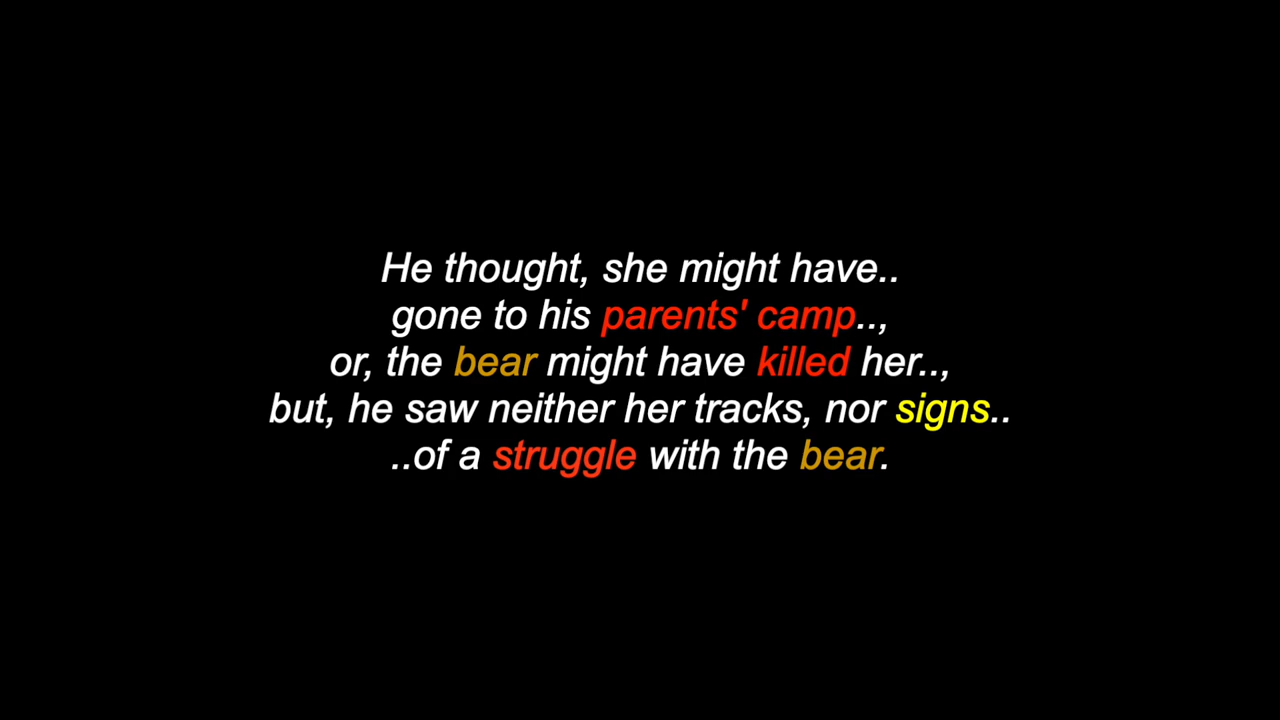 He thought, she might have..
gone to his parents' camp..,
or, the bear might have killed her..,
but, he saw neither her tracks, nor signs..
..of a struggle with the bear.